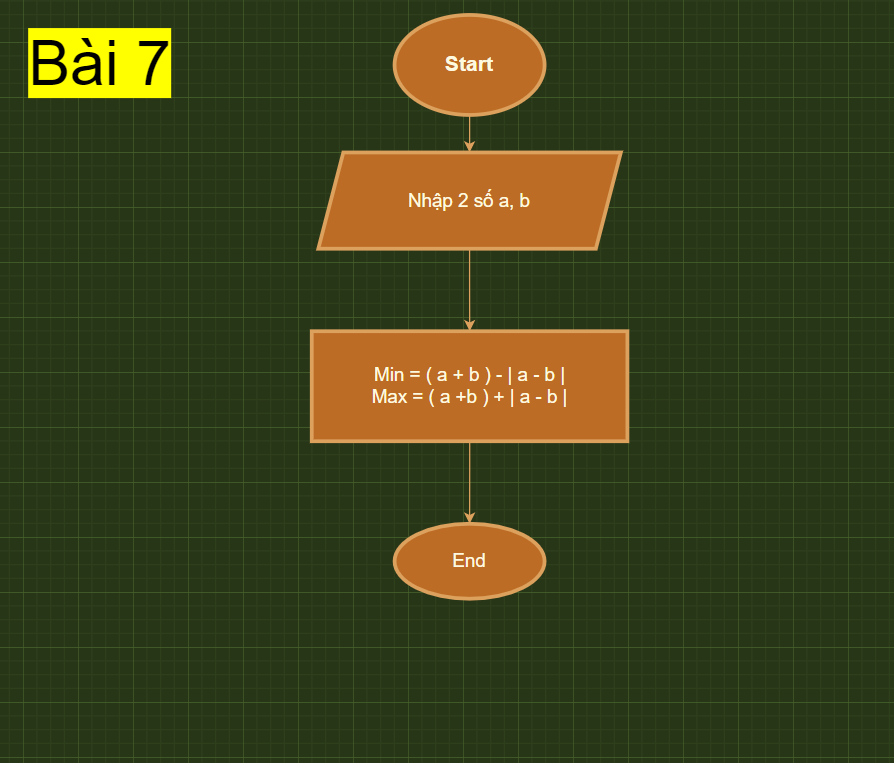 Bài 7
Start
Nhập 2 số a, b
Min = ( a + b ) - | a - b |
Max = ( a +b ) + | a - b |
End